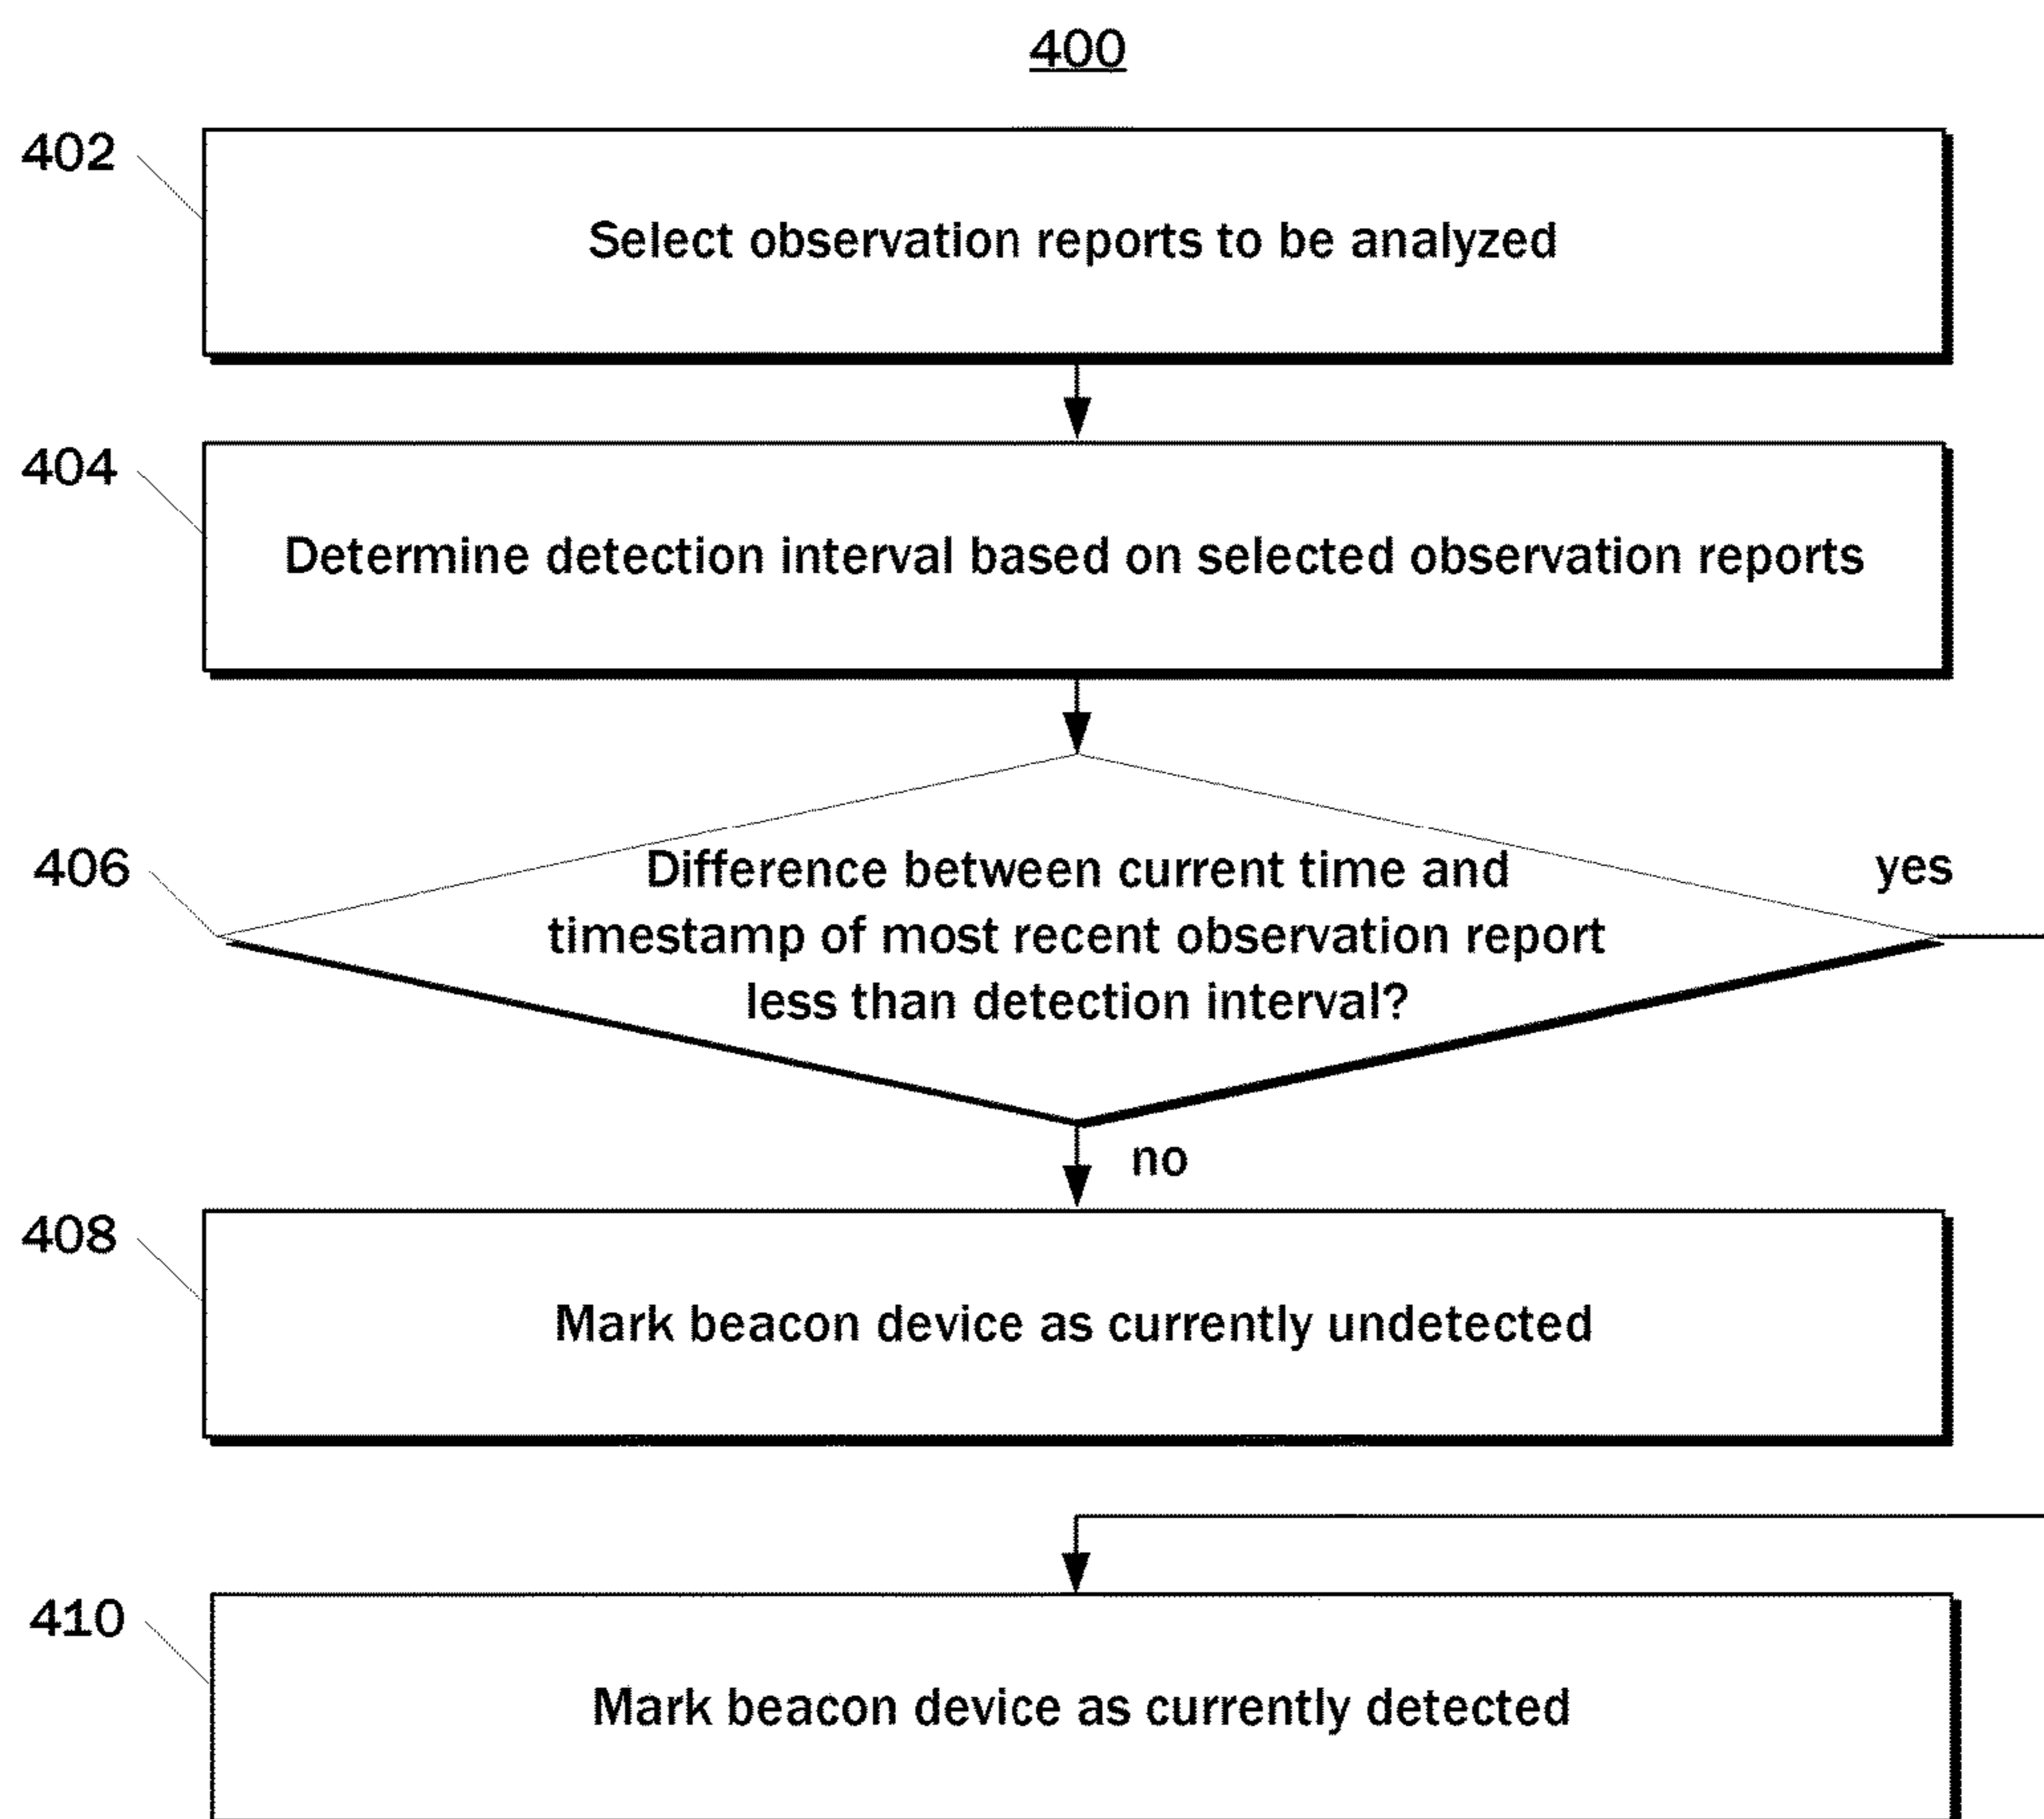 400
402
Select observation reports to be analyzed
404
Determine detection interval based on selected observation reports
406
Difference between current time and
timestamp of most recent observation report
less than detection interval?
yes
no
408
Mark beacon device as currently undetected
410
Mark beacon device as currently detected